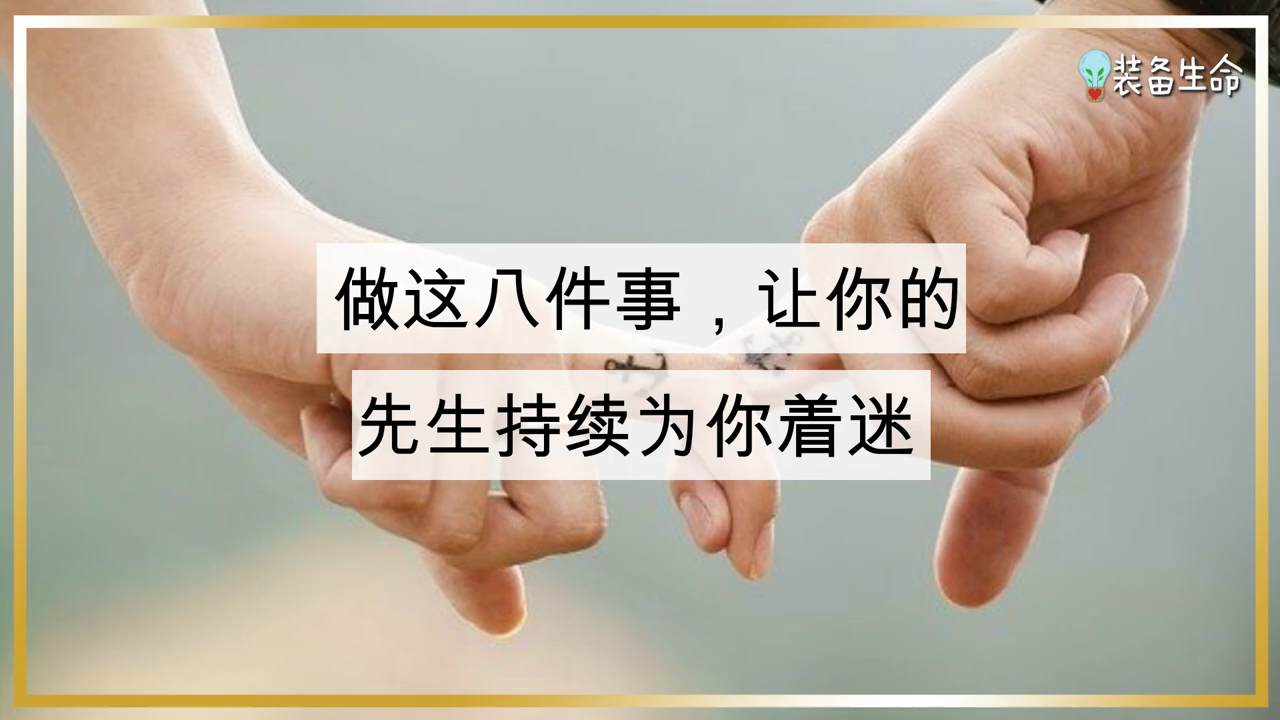 装备生命
做这八件事，让你的
先生持续为你着迷